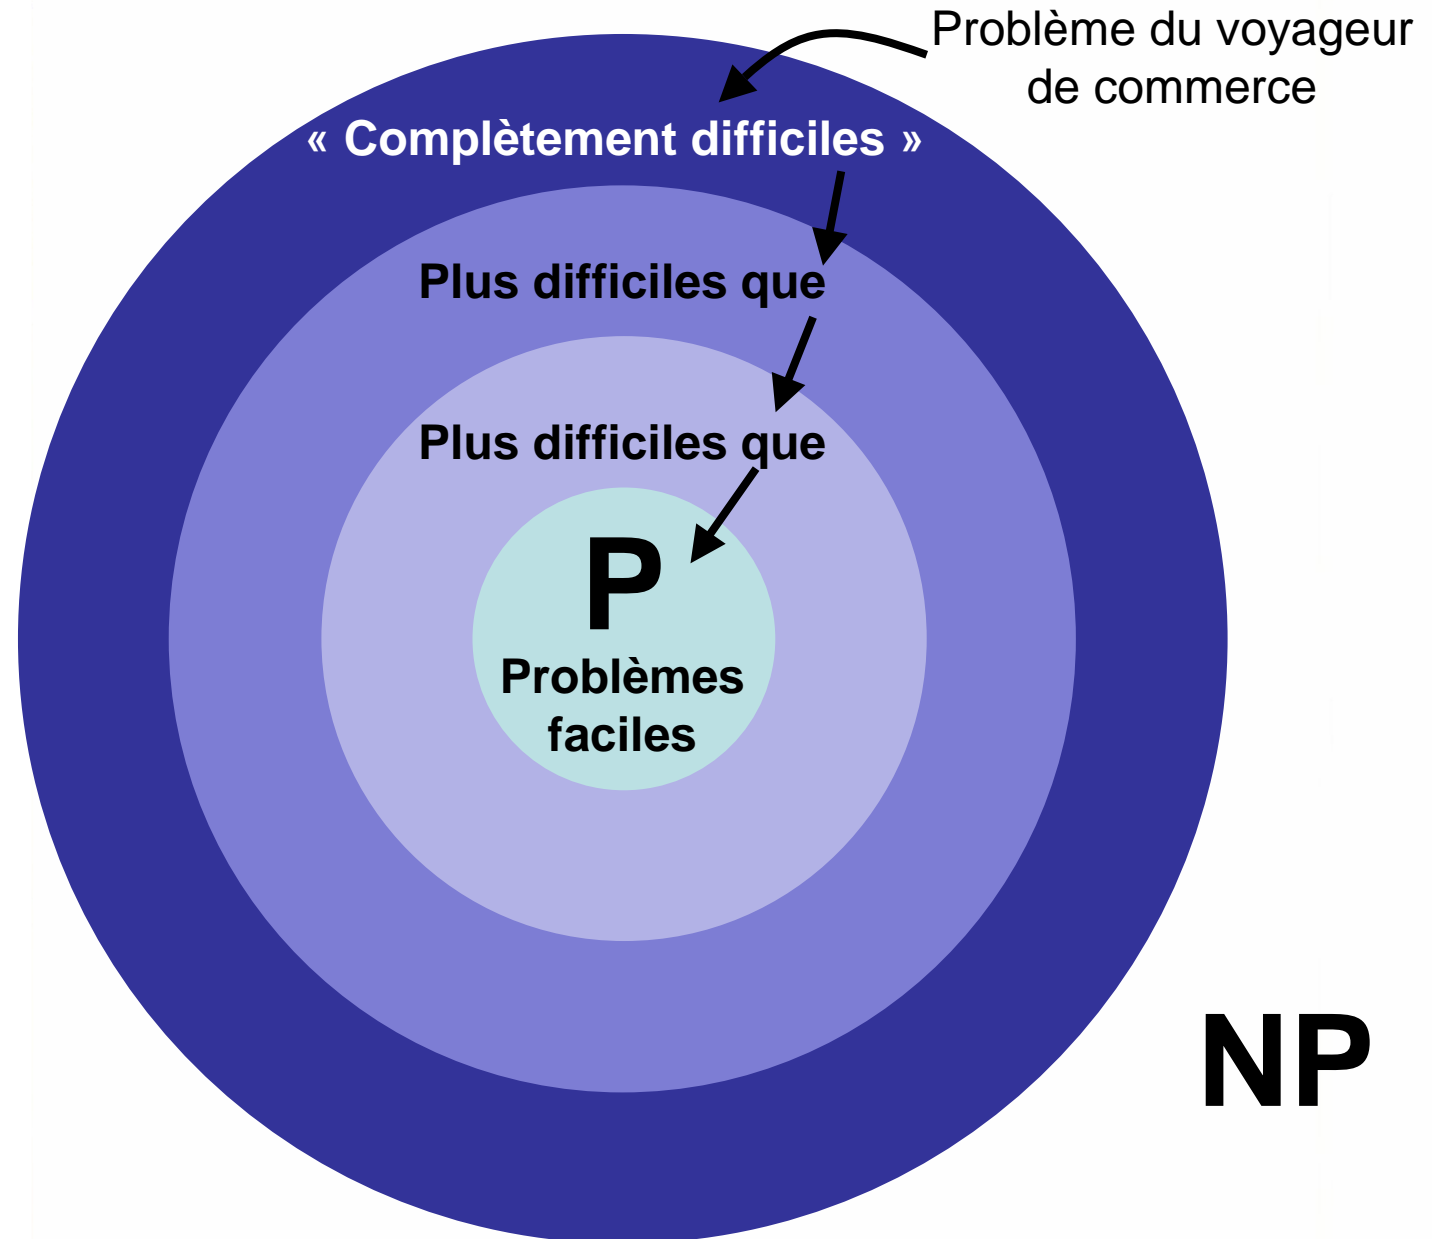 Problème du voyageur
de commerce
« Complètement difficiles »
Plus difficiles que
Plus difficiles que
P
Problèmes
faciles
NP